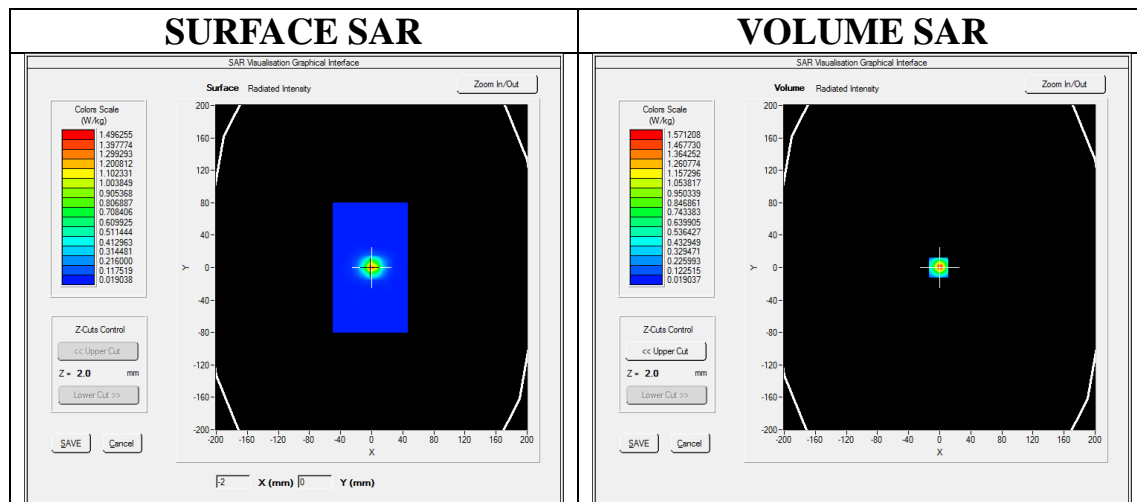 SURFACE SAR
VOLUME SAR
SAR Visualisation Graphical Interface
Surface Radiated Intensity
Zoom In/Out
Colors Scale
(W/kg)
1.496255
1.397774
1.299293
1.200812
1.102331
1.003849
0.905368
0.806887
0.708406
0.609925
0.511444
0.412963
0.314481
0.216000
0.117519
0.019038
200
160
120
80
40
0
-40
-80
-120
-160
-200
Y
-200 -160 -120 -80 -40 0 40 80 120 160 200
X
Z-Cuts Control
<< Upper Cut
Z = 2.0 mm
Lower Cut >>
SAVE Cancel
-2 X (mm) 0 Y (mm)
SAR Visualisation Graphical Interface
Volume Radiated Intensity
Zoom In/Out
Colors Scale
(W/kg)
1.571208
1.467730
1.364252
1.260774
1.157296
1.053817
0.950339
0.846861
0.743383
0.639905
0.536427
0.432949
0.329471
0.225993
0.122515
0.019037
200
160
120
80
40
0
-40
-80
-120
-160
-200
Y
-200 -160 -120 -80 -40 0 40 80 120 160 200
X
Z-Cuts Control
<< Upper Cut
Z = 2.0 mm
Lower Cut >>
SAVE Cancel